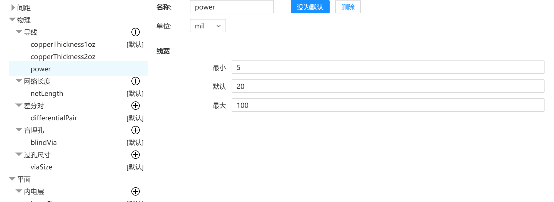 间距
物理
导线
copperThickness1oz [默认]
copperThickness2oz
power
网络长度
netLength [默认]
差分对
differentialPair [默认]
盲埋孔
blindVia [默认]
过孔尺寸
viaSize [默认]
平面
内电层
名称: power 设为默认 删除
单位: mil
线宽
最小 5
默认 20
最大 100